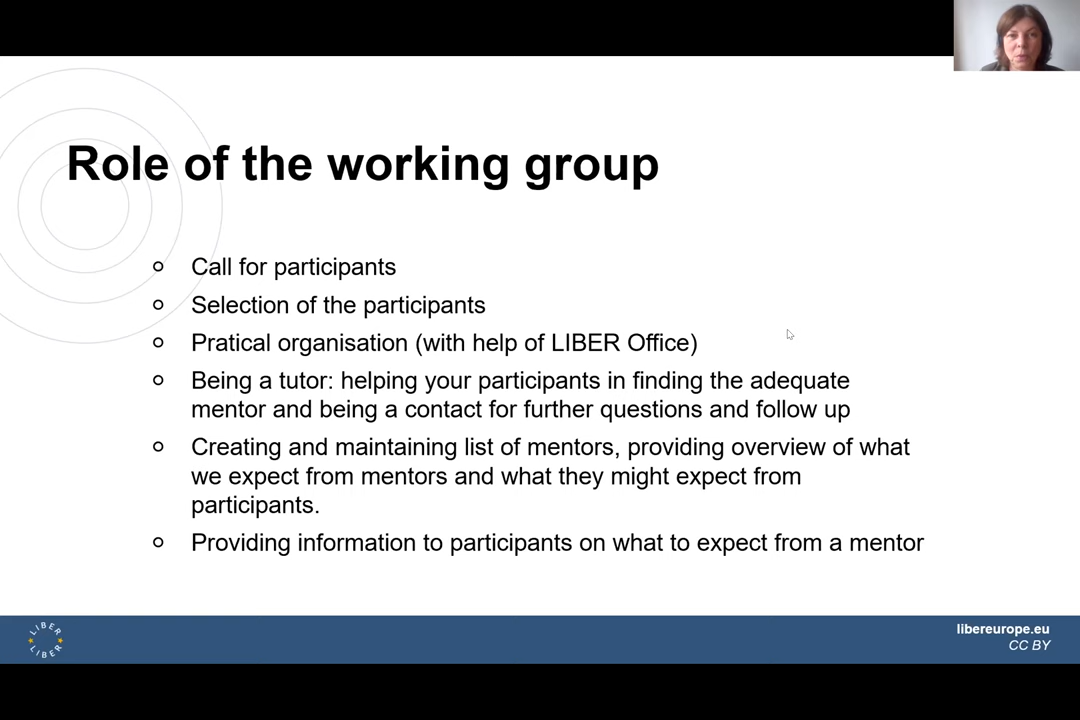 Role of the working group
Call for participants
Selection of the participants
Pratical organisation (with help of LIBER Office)
Being a tutor: helping your participants in finding the adequate
mentor and being a contact for further questions and follow up
Creating and maintaining list of mentors, providing overview of what
we expect from mentors and what they might expect from
participants.
Providing information to participants on what to expect from a mentor
LIBER
LIBER
libereurope.eu
CC BY